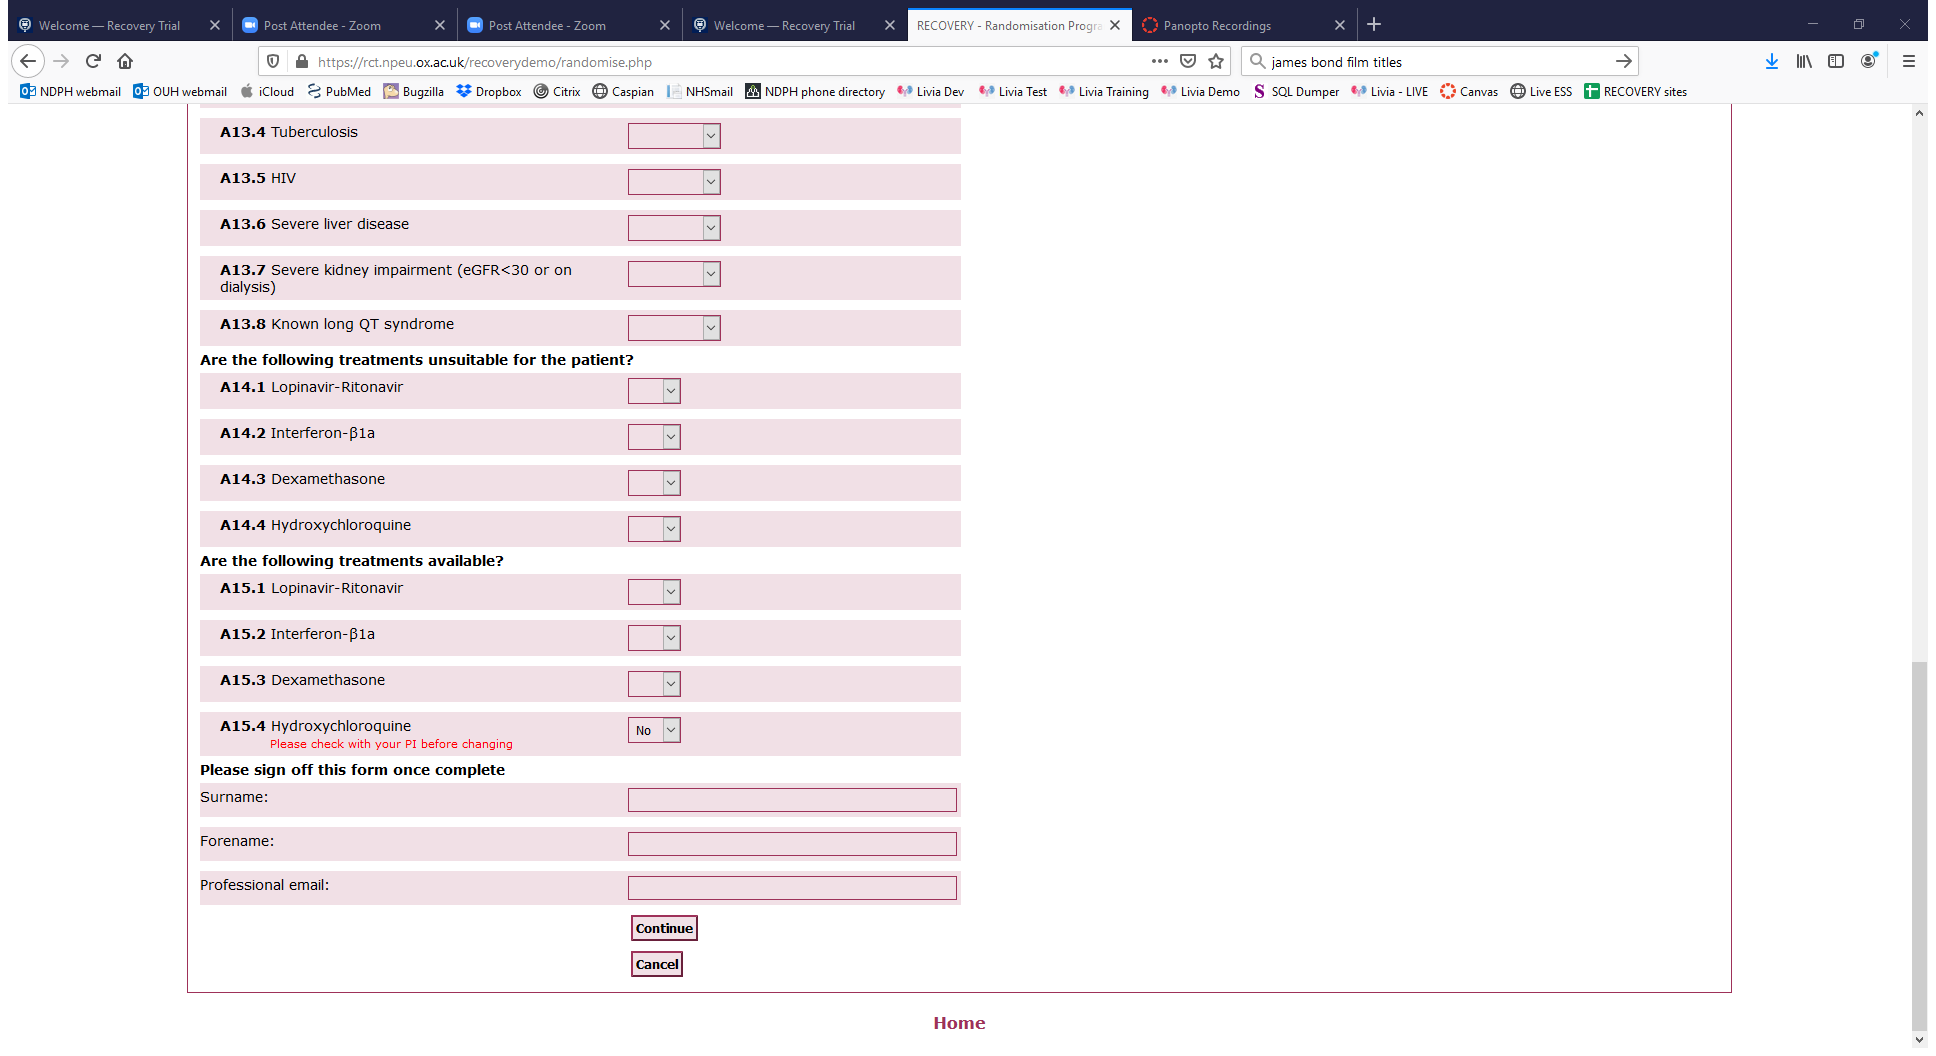 Welcome — Recovery Trial
Post Attendee - Zoom
Post Attendee - Zoom
Welcome — Recovery Trial
RECOVERY - Randomisation Progra
Panopto Recordings
https://rct.npeu.ox.ac.uk/recoverydemo/randomise.php
james bond film titles
NDPH webmail
OUH webmail
iCloud
PubMed
Bugzilla
Dropbox
Citrix
Caspian
NHSmail
NDPH phone directory
Livia Dev
Livia Test
Livia Training
Livia Demo
SQL Dumper
Livia - LIVE
Canvas
Live ESS
RECOVERY sites
A13.4 Tuberculosis
A13.5 HIV
A13.6 Severe liver disease
A13.7 Severe kidney impairment (eGFR<30 or on
dialysis)
A13.8 Known long QT syndrome
Are the following treatments unsuitable for the patient?
A14.1 Lopinavir-Ritonavir
A14.2 Interferon-β1a
A14.3 Dexamethasone
A14.4 Hydroxychloroquine
Are the following treatments available?
A15.1 Lopinavir-Ritonavir
A15.2 Interferon-β1a
A15.3 Dexamethasone
A15.4 Hydroxychloroquine
No
Please check with your PI before changing
Please sign off this form once complete
Surname:
Forename:
Professional email:
Continue
Cancel
Home